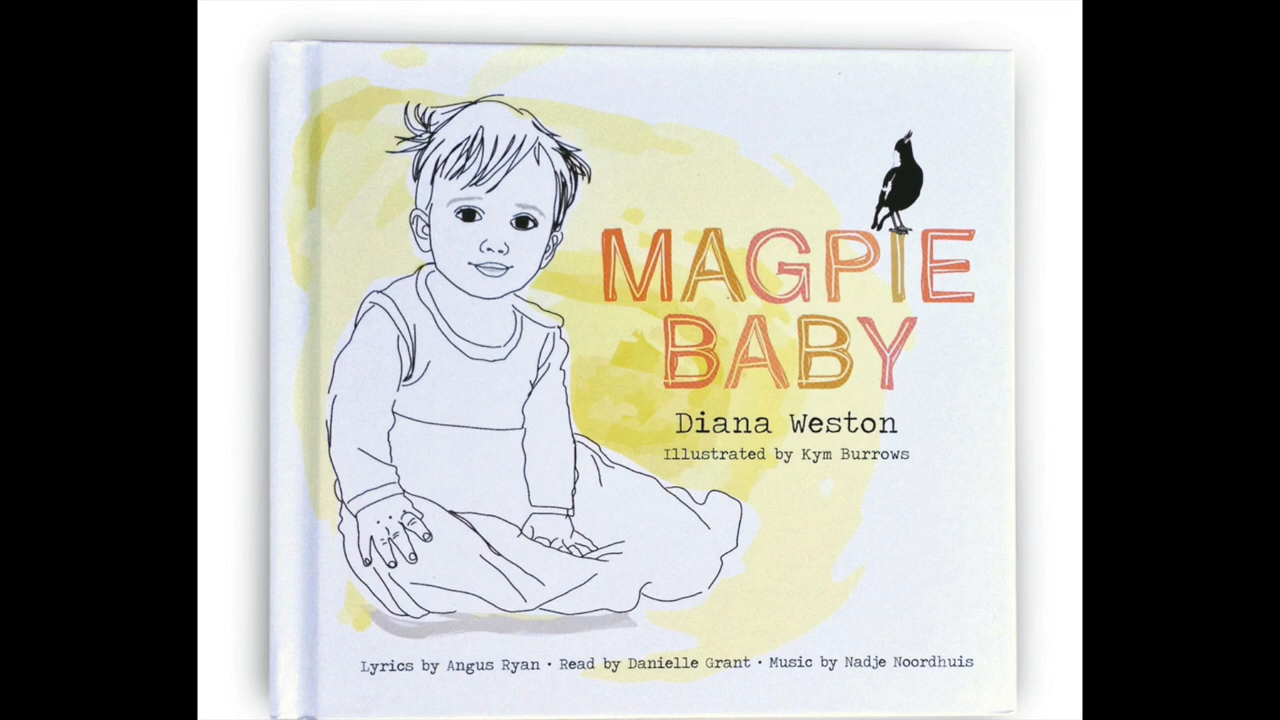 MAGPIE
BABY
Diana Weston
Illustrated by Kym Burrows
Lyrics by Angus Ryan • Read by Danielle Grant • Music by Nadje Noordhuis